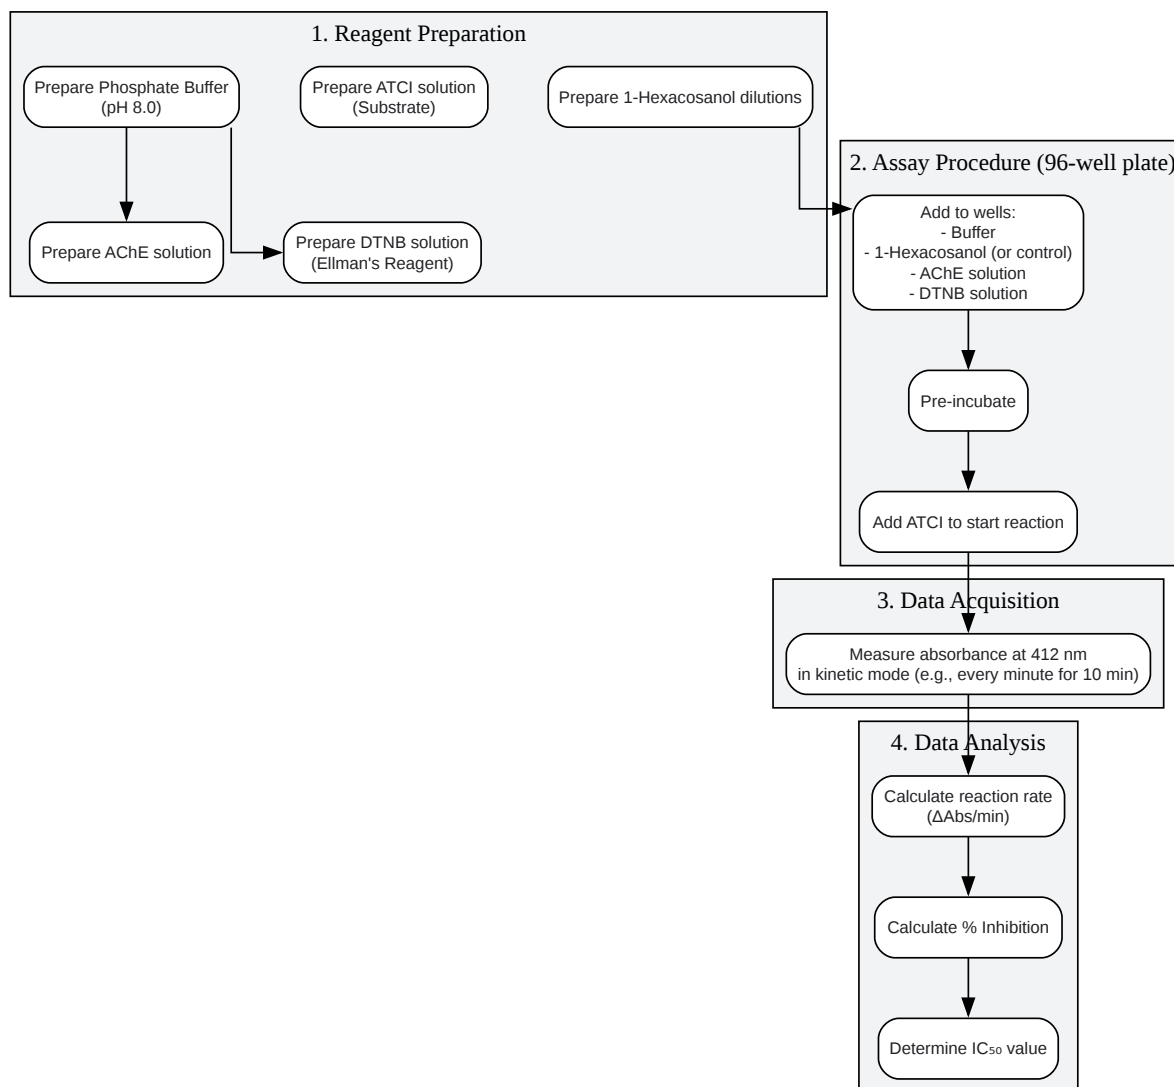 1. Reagent Preparation
Prepare Phosphate Buffer
(pH 8.0)
Prepare ATCI solution
(Substrate)
Prepare 1-Hexacosanol dilutions
Prepare AChE solution
Prepare DTNB solution
(Ellman's Reagent)
2. Assay Procedure (96-well plate)
Add to wells:
- Buffer
- 1-Hexacosanol (or control)
- AChE solution
- DTNB solution
Pre-incubate
Add ATCI to start reaction
3. Data Acquisition
Measure absorbance at 412 nm
in kinetic mode (e.g., every minute for 10 min)
4. Data Analysis
Calculate reaction rate
(ΔAbs/min)
Calculate % Inhibition
Determine IC₅₀ value